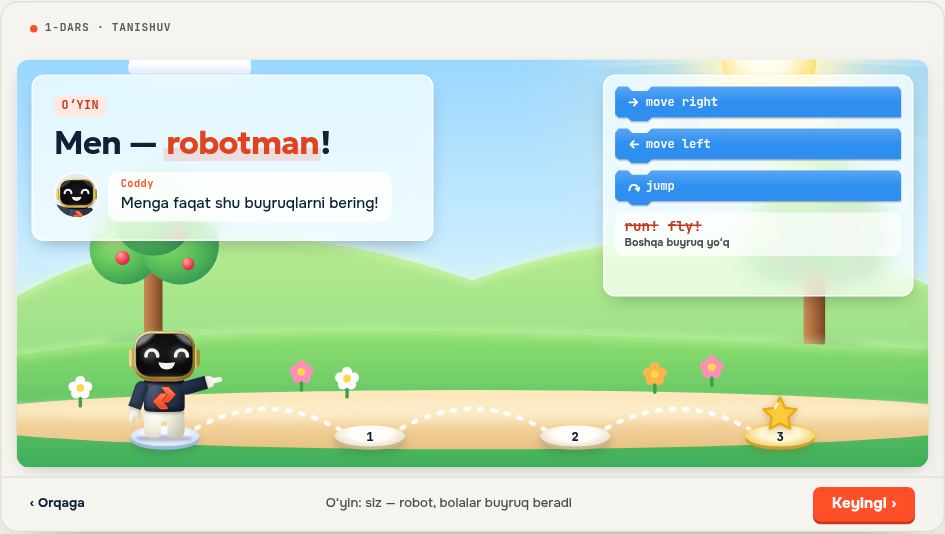 1-DARS · TANISHUV
O‘YIN
Men — robotman!
Coddy
Menga faqat shu buyruqlarni bering!
→ move right
← move left
jump
run! fly!
Boshqa buyruq yo‘q
1
2
3
‹ Orqaga
O‘yin: siz — robot, bolalar buyruq beradi
Keyingi ›